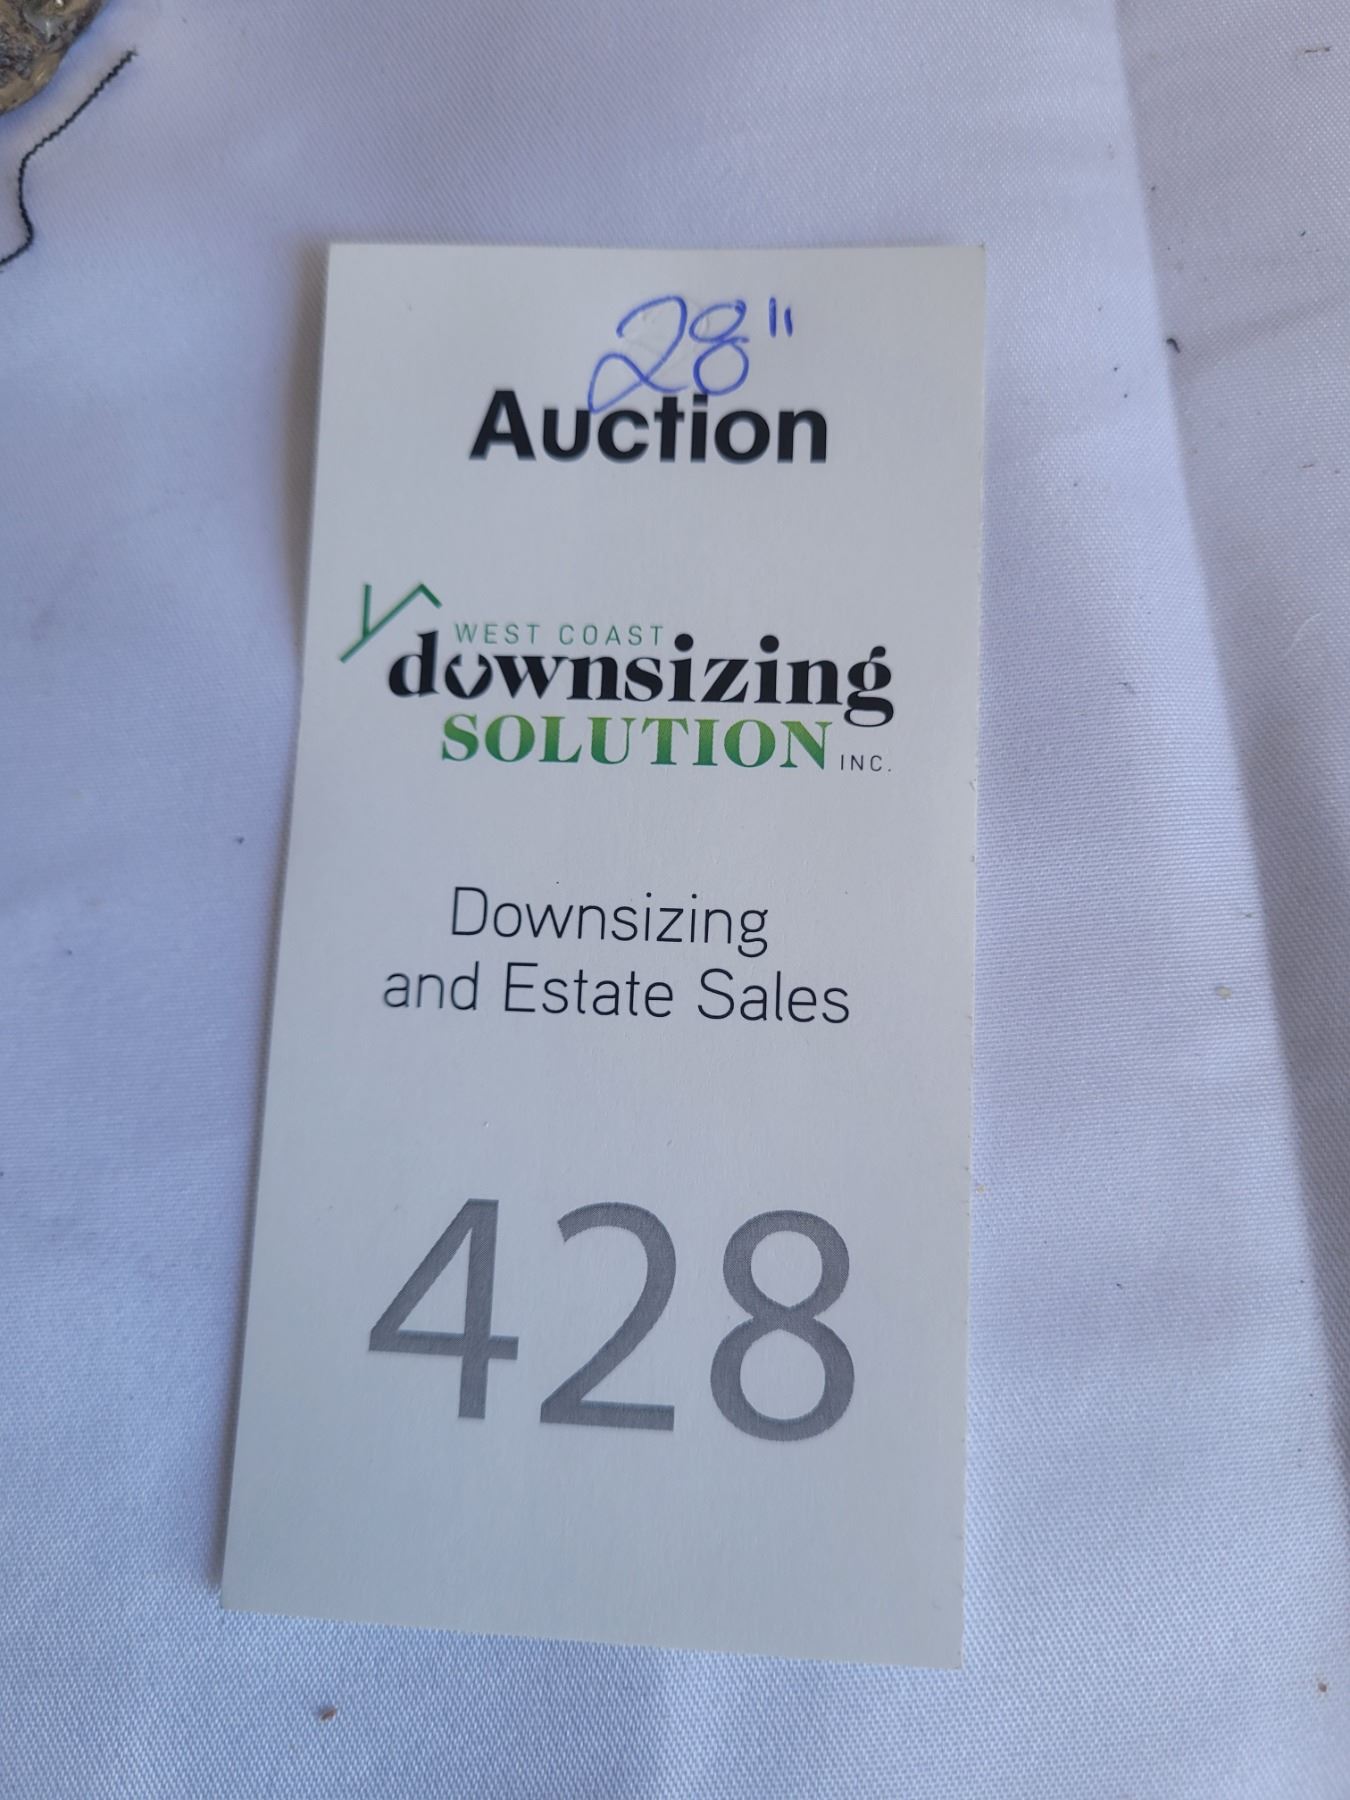 28"
Auction
WEST COAST
downsizing
SOLUTION INC.
Downsizing
and Estate Sales
428